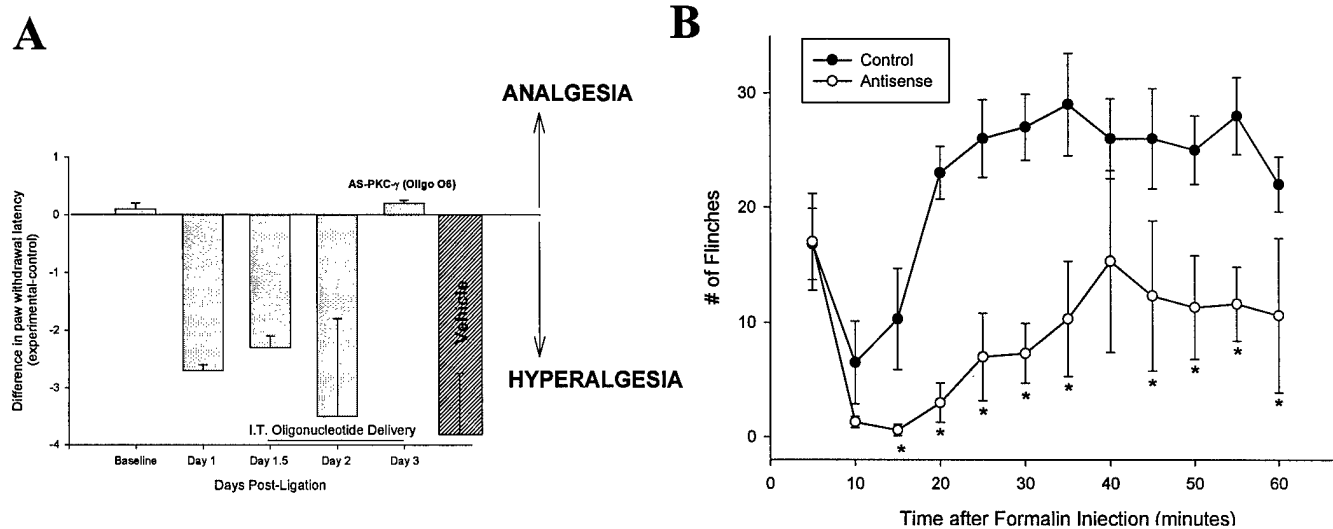 A
ANALGESIA
AS-PKC-γ (Oligo O6)
1
0
-1
-2
-3
-4
Difference in paw withdrawal latency
(experimental-control)
Vehicle
HYPERALGESIA
I.T. Oligonucleotide Delivery
Baseline Day 1 Day 1.5 Day 2 Day 3
Days Post-Ligation
B
Control
Antisense
30
20
10
0
# of Flinches
* * * * * * * * *
0 10 20 30 40 50 60
Time after Formalin Injection (minutes)